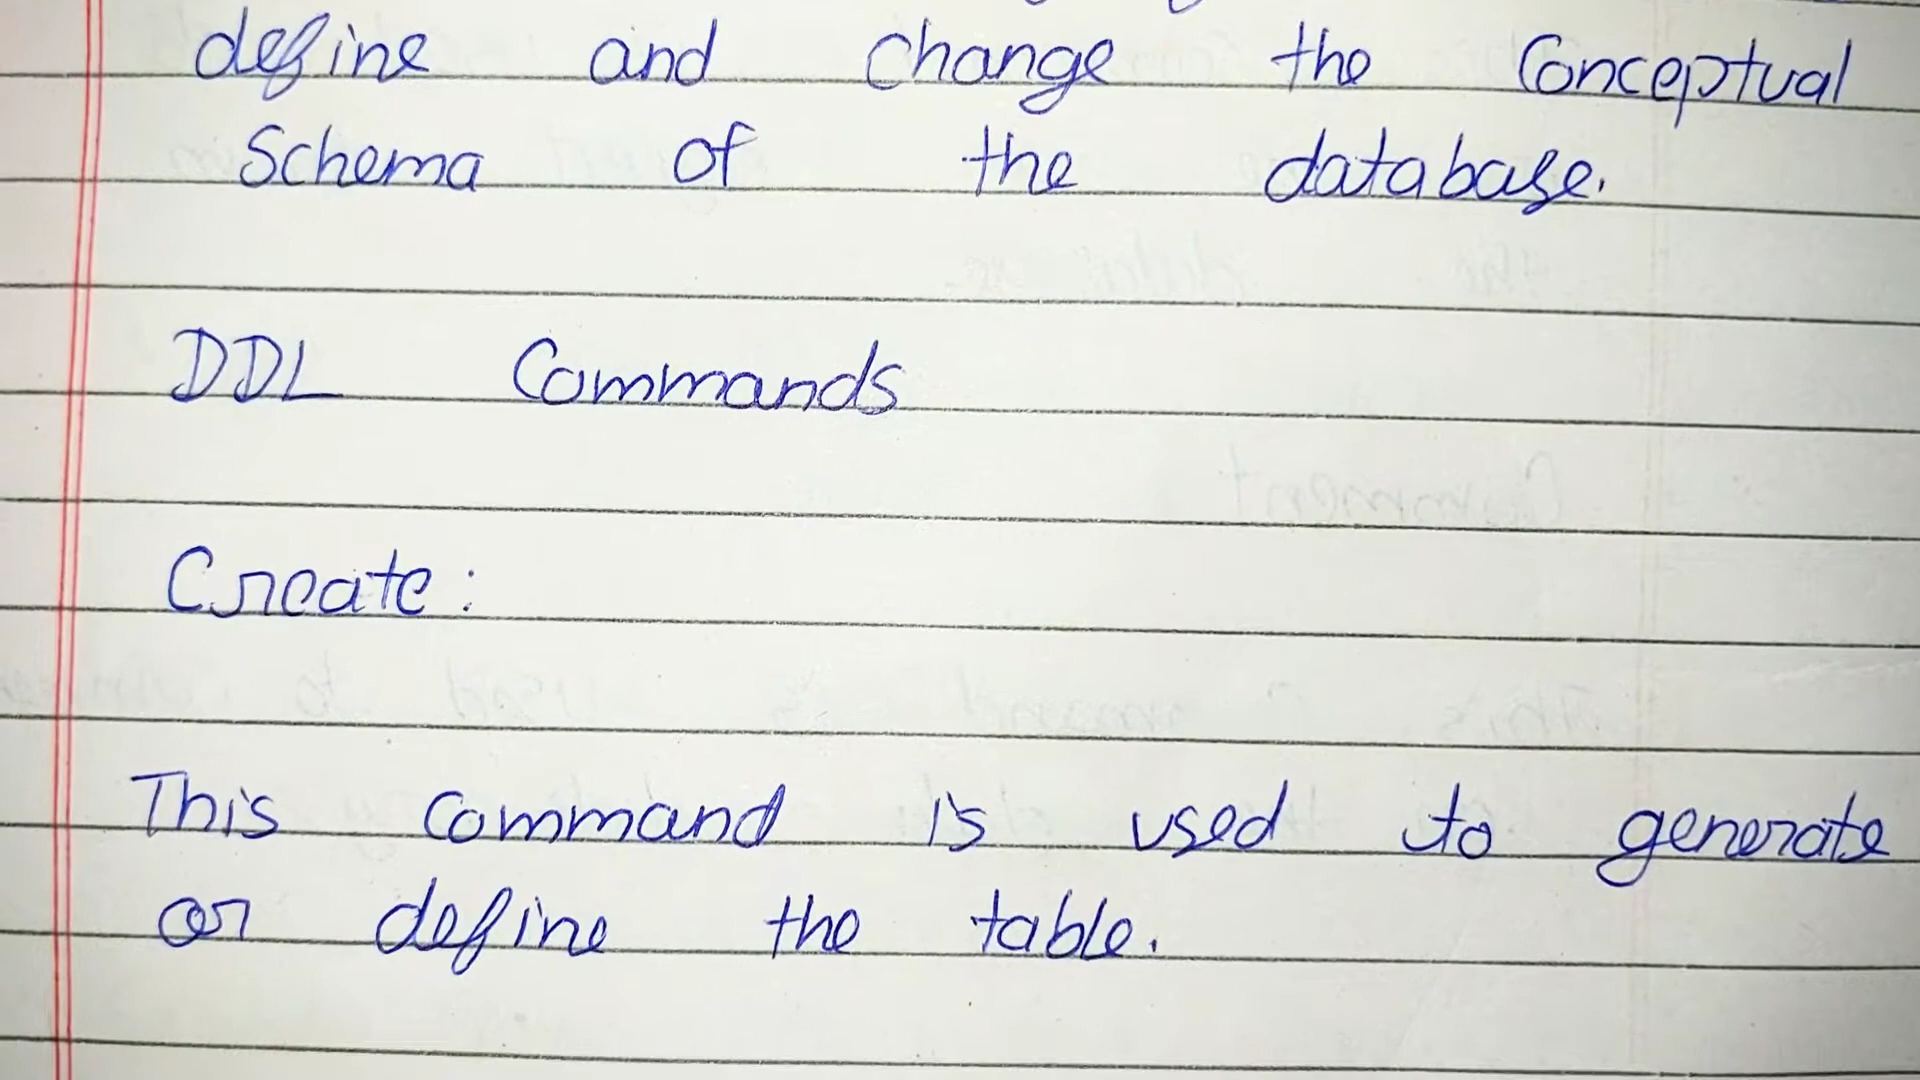 define and change the Conceptual
Schema of the database.
DDL Commands
Create:
This Command is used to generate
or define the table.